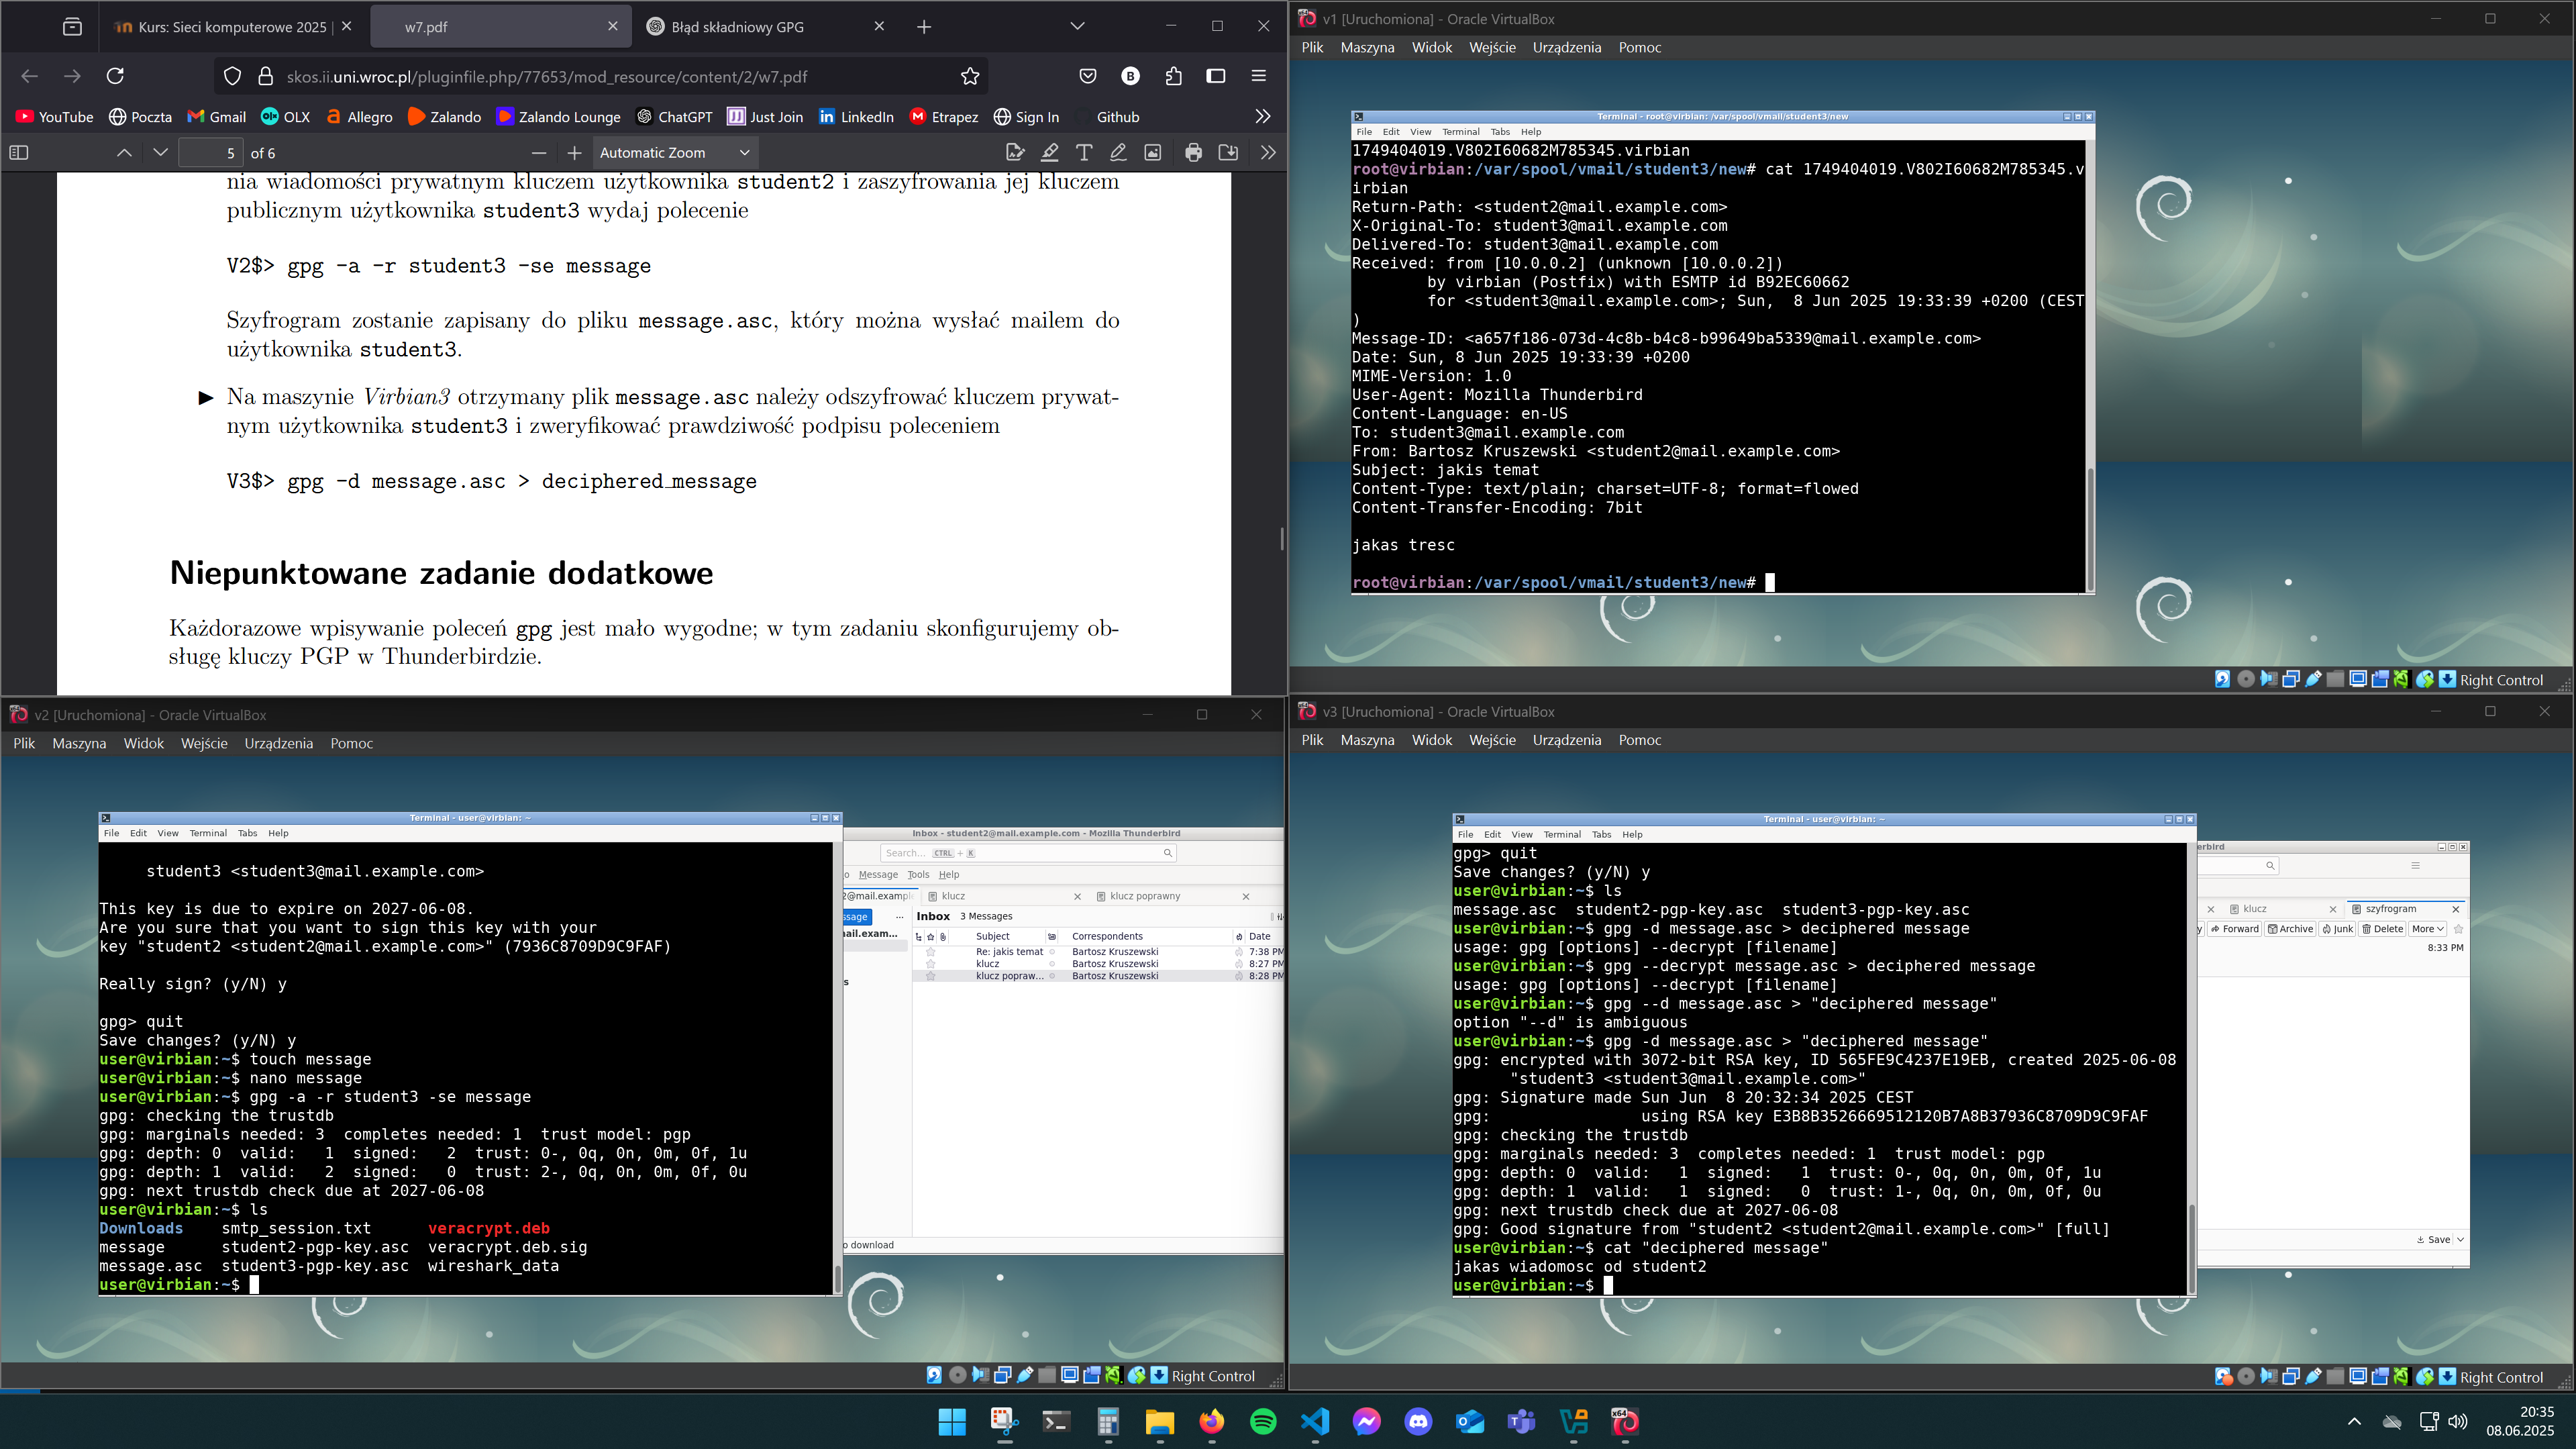 Kurs: Sieci komputerowe 2025 |
w7.pdf
Błąd składniowy GPG
skos.ii.uni.wroc.pl/pluginfile.php/77653/mod_resource/content/2/w7.pdf
B
YouTube Poczta Gmail OLX Allegro Zalando Zalando Lounge ChatGPT Just Join LinkedIn Etrapez Sign In Github
5 of 6
Automatic Zoom
nia wiadomości prywatnym kluczem użytkownika student2 i zaszyfrowania jej kluczem
publicznym użytkownika student3 wydaj polecenie
V2$> gpg -a -r student3 -se message
Szyfrogram zostanie zapisany do pliku message.asc, który można wysłać mailem do
użytkownika student3.
▶ Na maszynie Virbian3 otrzymany plik message.asc należy odszyfrować kluczem prywat-
nym użytkownika student3 i zweryfikować prawdziwość podpisu poleceniem
V3$> gpg -d message.asc > deciphered_message
Niepunktowane zadanie dodatkowe
Każdorazowe wpisywanie poleceń gpg jest mało wygodne; w tym zadaniu skonfigurujemy ob-
sługę kluczy PGP w Thunderbirdzie.
v1 [Uruchomiona] - Oracle VirtualBox
Plik Maszyna Widok Wejście Urządzenia Pomoc
Terminal - root@virbian: /var/spool/vmail/student3/new
File Edit View Terminal Tabs Help
1749404019.V802I60682M785345.virbian
root@virbian:/var/spool/vmail/student3/new# cat 1749404019.V802I60682M785345.v
irbian
Return-Path: <student2@mail.example.com>
X-Original-To: student3@mail.example.com
Delivered-To: student3@mail.example.com
Received: from [10.0.0.2] (unknown [10.0.0.2])
by virbian (Postfix) with ESMTP id B92EC60662
for <student3@mail.example.com>; Sun,  8 Jun 2025 19:33:39 +0200 (CEST
)
Message-ID: <a657f186-073d-4c8b-b4c8-b99649ba5339@mail.example.com>
Date: Sun, 8 Jun 2025 19:33:39 +0200
MIME-Version: 1.0
User-Agent: Mozilla Thunderbird
Content-Language: en-US
To: student3@mail.example.com
From: Bartosz Kruszewski <student2@mail.example.com>
Subject: jakis temat
Content-Type: text/plain; charset=UTF-8; format=flowed
Content-Transfer-Encoding: 7bit
jakas tresc
root@virbian:/var/spool/vmail/student3/new#
Right Control
v2 [Uruchomiona] - Oracle VirtualBox
Plik Maszyna Widok Wejście Urządzenia Pomoc
Terminal - user@virbian: ~
File Edit View Terminal Tabs Help
student3 <student3@mail.example.com>
This key is due to expire on 2027-06-08.
Are you sure that you want to sign this key with your
key "student2 <student2@mail.example.com>" (7936C8709D9C9FAF)
Really sign? (y/N) y
gpg> quit
Save changes? (y/N) y
user@virbian:~$ touch message
user@virbian:~$ nano message
user@virbian:~$ gpg -a -r student3 -se message
gpg: checking the trustdb
gpg: marginals needed: 3  completes needed: 1  trust model: pgp
gpg: depth: 0  valid:   1  signed:   2  trust: 0-, 0q, 0n, 0m, 0f, 1u
gpg: depth: 1  valid:   2  signed:   0  trust: 2-, 0q, 0n, 0m, 0f, 0u
gpg: next trustdb check due at 2027-06-08
user@virbian:~$ ls
Downloads smtp_session.txt veracrypt.deb
message student2-pgp-key.asc veracrypt.deb.sig
message.asc student3-pgp-key.asc wireshark_data
user@virbian:~$
Inbox - student2@mail.example.com - Mozilla Thunderbird
Search... CTRL + K
o Message Tools Help
2@mail.exampl klucz klucz poprawny
ssage ... Inbox 3 Messages
ail.exam...
Subject Correspondents Date
Re: jakis temat Bartosz Kruszewski 7:38 PM
klucz Bartosz Kruszewski 8:27 PM
klucz popraw... Bartosz Kruszewski 8:28 PM
s
o download
Right Control
v3 [Uruchomiona] - Oracle VirtualBox
Plik Maszyna Widok Wejście Urządzenia Pomoc
Terminal - user@virbian: ~
File Edit View Terminal Tabs Help
gpg> quit
Save changes? (y/N) y
user@virbian:~$ ls
message.asc  student2-pgp-key.asc  student3-pgp-key.asc
user@virbian:~$ gpg -d message.asc > deciphered message
usage: gpg [options] --decrypt [filename]
user@virbian:~$ gpg --decrypt message.asc > deciphered message
usage: gpg [options] --decrypt [filename]
user@virbian:~$ gpg --d message.asc > "deciphered message"
option "--d" is ambiguous
user@virbian:~$ gpg -d message.asc > "deciphered message"
gpg: encrypted with 3072-bit RSA key, ID 565FE9C4237E19EB, created 2025-06-08
"student3 <student3@mail.example.com>"
gpg: Signature made Sun Jun  8 20:32:34 2025 CEST
gpg:                using RSA key E3B8B3526669512120B7A8B37936C8709D9C9FAF
gpg: checking the trustdb
gpg: marginals needed: 3  completes needed: 1  trust model: pgp
gpg: depth: 0  valid:   1  signed:   1  trust: 0-, 0q, 0n, 0m, 0f, 1u
gpg: depth: 1  valid:   1  signed:   0  trust: 1-, 0q, 0n, 0m, 0f, 0u
gpg: next trustdb check due at 2027-06-08
gpg: Good signature from "student2 <student2@mail.example.com>" [full]
user@virbian:~$ cat "deciphered message"
jakas wiadomosc od student2
user@virbian:~$
erbird
klucz szyfrogram
y Forward Archive Junk Delete More
8:33 PM
Save
Right Control
20:35
08.06.2025